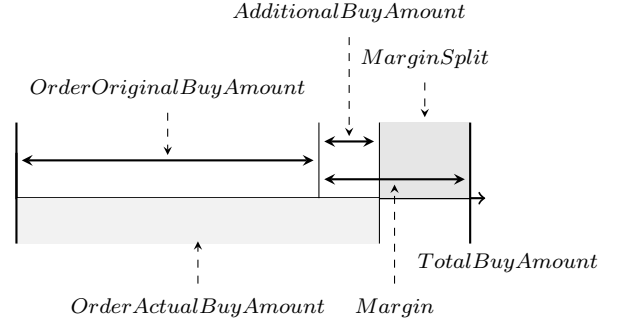 AdditionalBuyAmount
MarginSplit
OrderOriginalBuyAmount
TotalBuyAmount
OrderActualBuyAmount
Margin